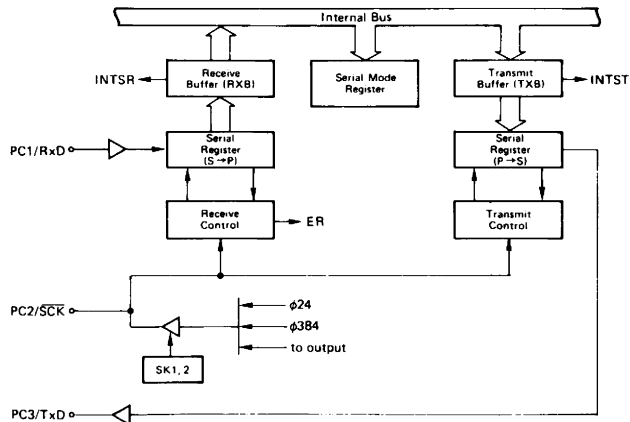 Internal Bus
INTSR
Receive
Buffer (RXB)
Serial Mode
Register
Transmit
Buffer (TXB)
INTST
PC1/RxD
Serial
Register
(S→P)
Serial
Register
(P→S)
Receive
Control
ER
Transmit
Control
PC2/S̅C̅K̅
ϕ24
ϕ384
to output
SK1, 2
PC3/TxD